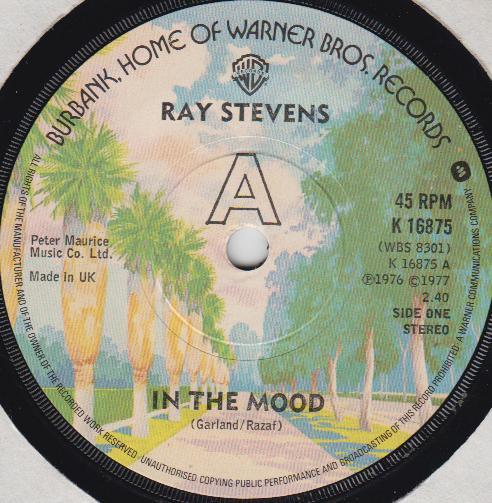 BURBANK, HOME OF WARNER BROS. RECORDS
RAY STEVENS
A
45 RPM
K 16875
(WBS 8301)
K 16875 A
℗1976 ©1977
2.40
SIDE ONE
STEREO
Peter Maurice
Music Co. Ltd.
Made in UK
IN THE MOOD
(Garland/Razaf)
ALL RIGHTS OF THE MANUFACTURER AND OF THE OWNER OF THE RECORDED WORK RESERVED. UNAUTHORISED COPYING PUBLIC PERFORMANCE AND BROADCASTING OF THIS RECORD PROHIBITED. A WARNER COMMUNICATIONS COMPANY